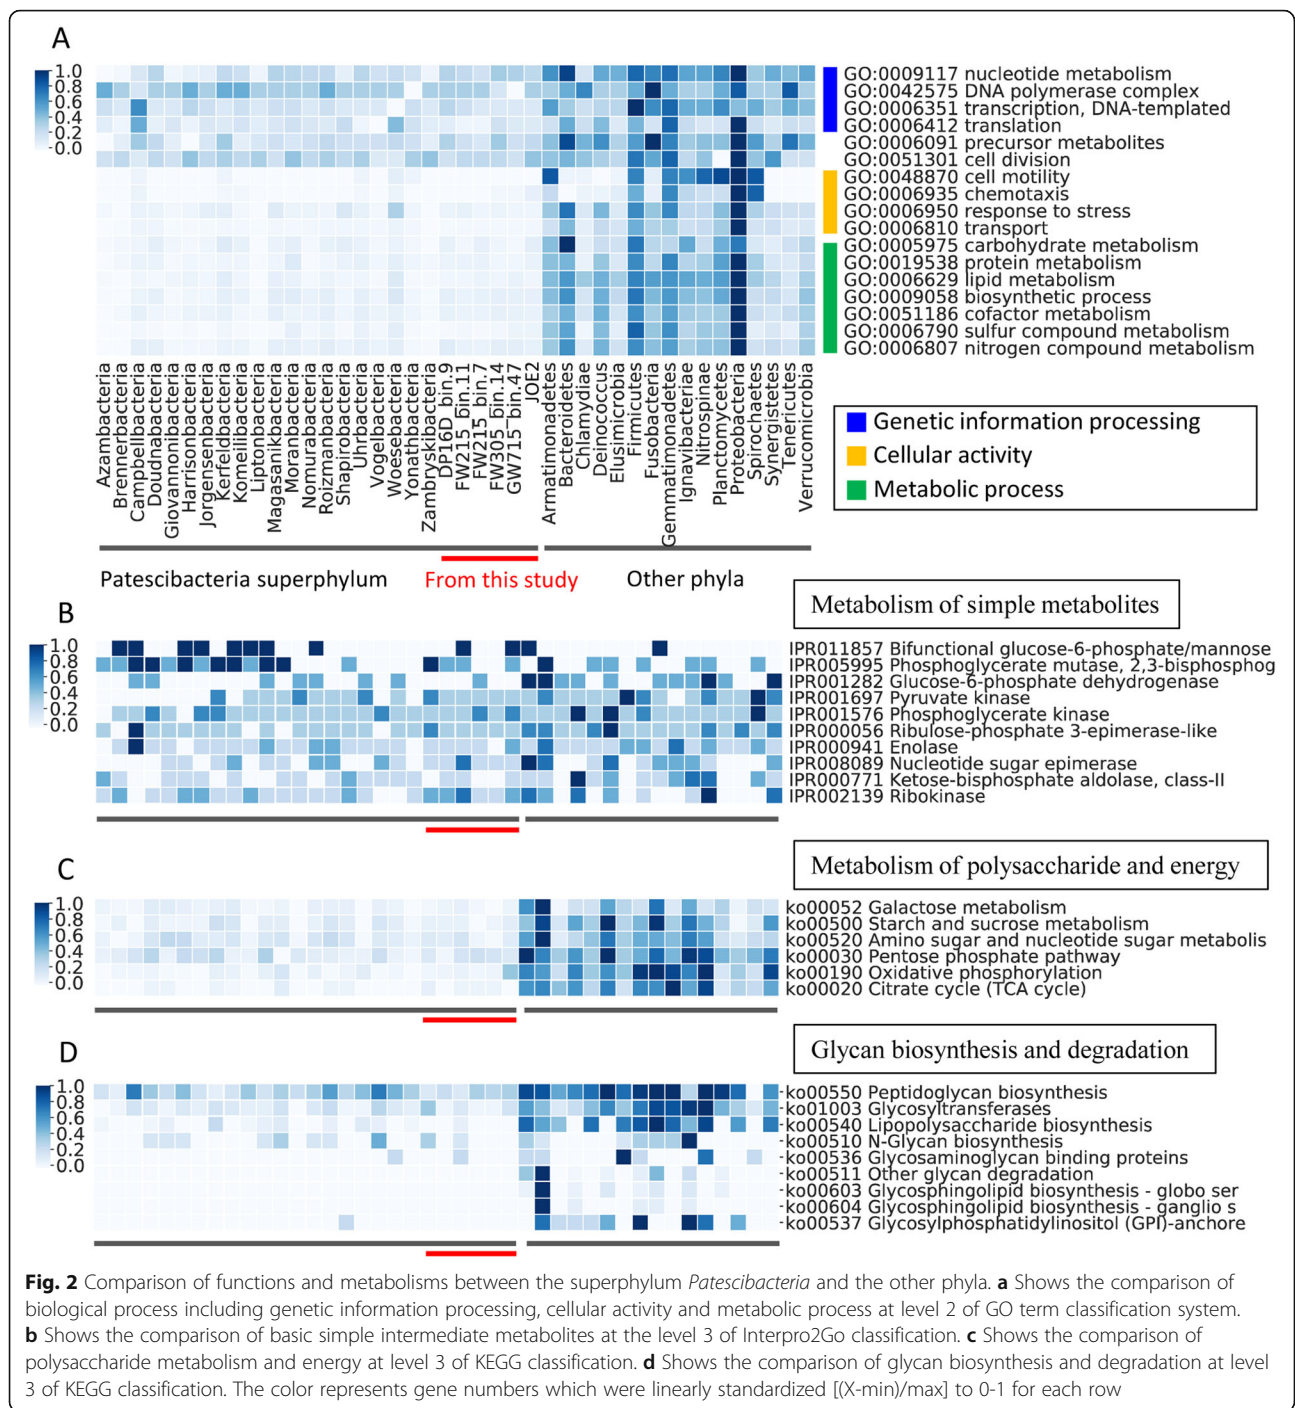 A
1.0
0.8
0.6
0.4
0.2
0.0
GO:0009117 nucleotide metabolism
GO:0042575 DNA polymerase complex
GO:0006351 transcription, DNA-templated
GO:0006412 translation
GO:0006091 precursor metabolites
GO:0051301 cell division
GO:0048870 cell motility
GO:0006935 chemotaxis
GO:0006950 response to stress
GO:0006810 transport
GO:0005975 carbohydrate metabolism
GO:0019538 protein metabolism
GO:0006629 lipid metabolism
GO:0009058 biosynthetic process
GO:0051186 cofactor metabolism
GO:0006790 sulfur compound metabolism
GO:0006807 nitrogen compound metabolism
Azambacteria
Brennerbacteria
Campbellbacteria
Doudnabacteria
Giovannonibacteria
Harrisonbacteria
Jorgensenbacteria
Kerfeldbacteria
Komeilibacteria
Liptonbacteria
Magasanikbacteria
Moranbacteria
Nomurabacteria
Roizmanbacteria
Shapirobacteria
Uhrbacteria
Vogelbacteria
Woesebacteria
Yonathbacteria
Zambryskibacteria
DP16D_bin.9
FW215_bin.11
FW215_bin.7
FW305_bin.14
GW715_bin.47
JOE2
Armatimonadetes
Bacteroidetes
Chlamydiae
Deinococcus
Elusimicrobia
Firmicutes
Fusobacteria
Gemmatimonadetes
Ignavibacteriae
Nitrospinae
Planctomycetes
Proteobacteria
Spirochaetes
Synergistetes
Tenericutes
Verrucomicrobia
Genetic information processing
Cellular activity
Metabolic process
Patescibacteria superphylum
From this study
Other phyla
B
Metabolism of simple metabolites
1.0
0.8
0.6
0.4
0.2
0.0
IPR011857 Bifunctional glucose-6-phosphate/mannose
IPR005995 Phosphoglycerate mutase, 2,3-bisphosphog
IPR001282 Glucose-6-phosphate dehydrogenase
IPR001697 Pyruvate kinase
IPR001576 Phosphoglycerate kinase
IPR000056 Ribulose-phosphate 3-epimerase-like
IPR000941 Enolase
IPR008089 Nucleotide sugar epimerase
IPR000771 Ketose-bisphosphate aldolase, class-II
IPR002139 Ribokinase
C
Metabolism of polysaccharide and energy
1.0
0.8
0.6
0.4
0.2
0.0
ko00052 Galactose metabolism
ko00500 Starch and sucrose metabolism
ko00520 Amino sugar and nucleotide sugar metabolis
ko00030 Pentose phosphate pathway
ko00190 Oxidative phosphorylation
ko00020 Citrate cycle (TCA cycle)
D
Glycan biosynthesis and degradation
1.0
0.8
0.6
0.4
0.2
0.0
ko00550 Peptidoglycan biosynthesis
ko01003 Glycosyltransferases
ko00540 Lipopolysaccharide biosynthesis
ko00510 N-Glycan biosynthesis
ko00536 Glycosaminoglycan binding proteins
ko00511 Other glycan degradation
ko00603 Glycosphingolipid biosynthesis - globo ser
ko00604 Glycosphingolipid biosynthesis - ganglio s
ko00537 Glycosylphosphatidylinositol (GPI)-anchore
Fig. 2 Comparison of functions and metabolisms between the superphylum Patescibacteria and the other phyla. a Shows the comparison of
biological process including genetic information processing, cellular activity and metabolic process at level 2 of GO term classification system.
b Shows the comparison of basic simple intermediate metabolites at the level 3 of Interpro2Go classification. c Shows the comparison of
polysaccharide metabolism and energy at level 3 of KEGG classification. d Shows the comparison of glycan biosynthesis and degradation at level
3 of KEGG classification. The color represents gene numbers which were linearly standardized [(X-min)/max] to 0-1 for each row